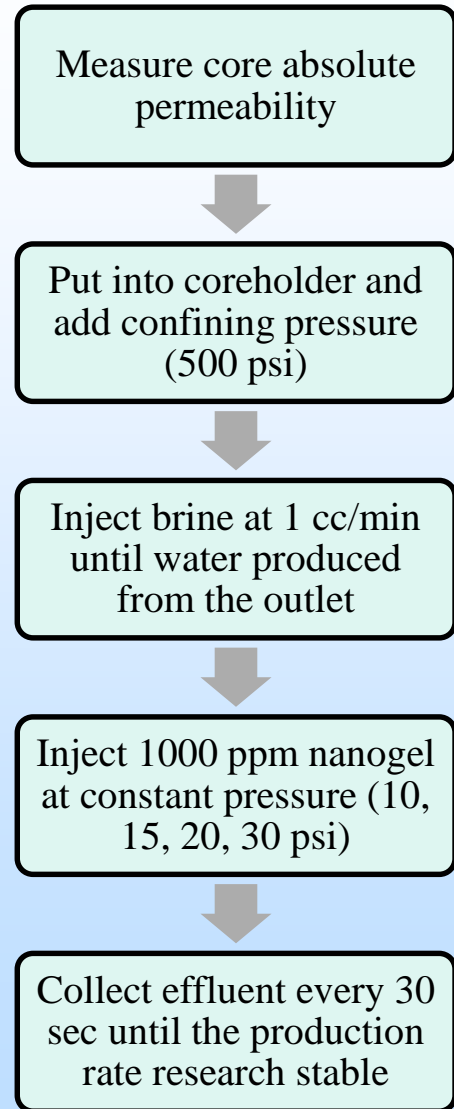 Measure core absolute
permeability
Put into coreholder and
add confining pressure
(500 psi)
Inject brine at 1 cc/min
until water produced
from the outlet
Inject 1000 ppm nanogel
at constant pressure (10,
15, 20, 30 psi)
Collect effluent every 30
sec until the production
rate research stable